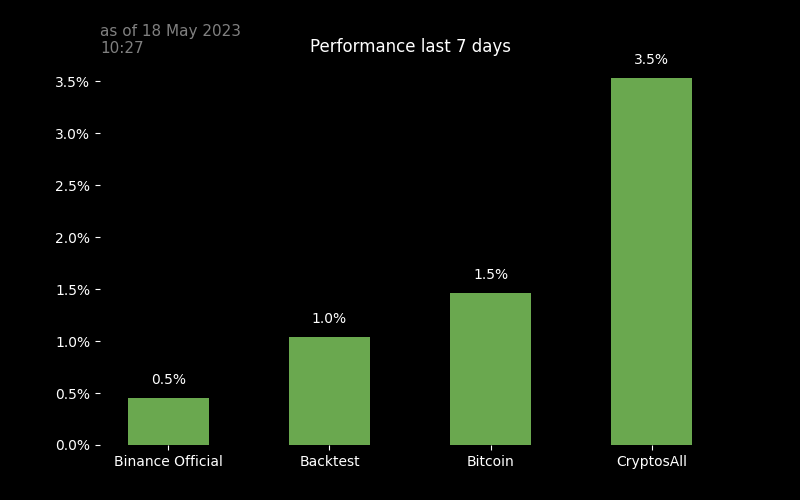 as of 18 May 2023
10:27
Performance last 7 days
3.5%
3.5%
3.0%
2.5%
2.0%
1.5%
1.5%
1.0%
1.0%
0.5%
0.5%
0.0%
Binance Official
Backtest
Bitcoin
CryptosAll